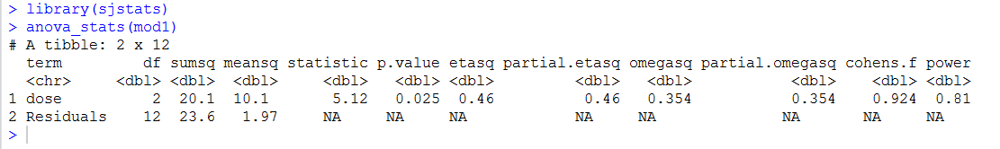 > library(sjstats)
> anova_stats(mod1)
# A tibble: 2 x 12
  term         df sumsq meansq statistic p.value etasq partial.etasq omegasq partial.omegasq cohens.f power
  <chr>     <dbl> <dbl>  <dbl>     <dbl>   <dbl> <dbl>         <dbl>   <dbl>           <dbl>    <dbl> <dbl>
1 dose          2  20.1  10.1       5.12   0.025  0.46          0.46   0.354           0.354    0.924  0.81
2 Residuals    12  23.6   1.97     NA     NA     NA            NA     NA              NA       NA     NA
>